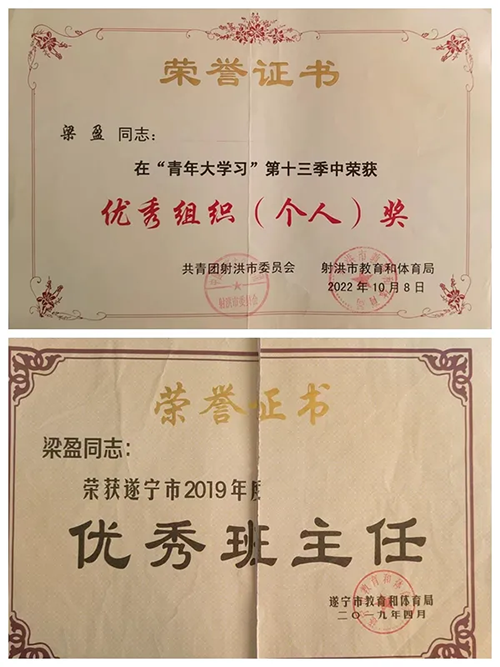 荣誉证书
梁盈 同志：
在“青年大学习”第十三季中荣获
优秀组织（个人）奖
共青团射洪市委员会 射洪市教育和体育局
2022年10月8日
荣誉证书
梁盈同志：
荣获遂宁市2019年度
优秀班主任
遂宁市教育和体育局
二〇一九年四月